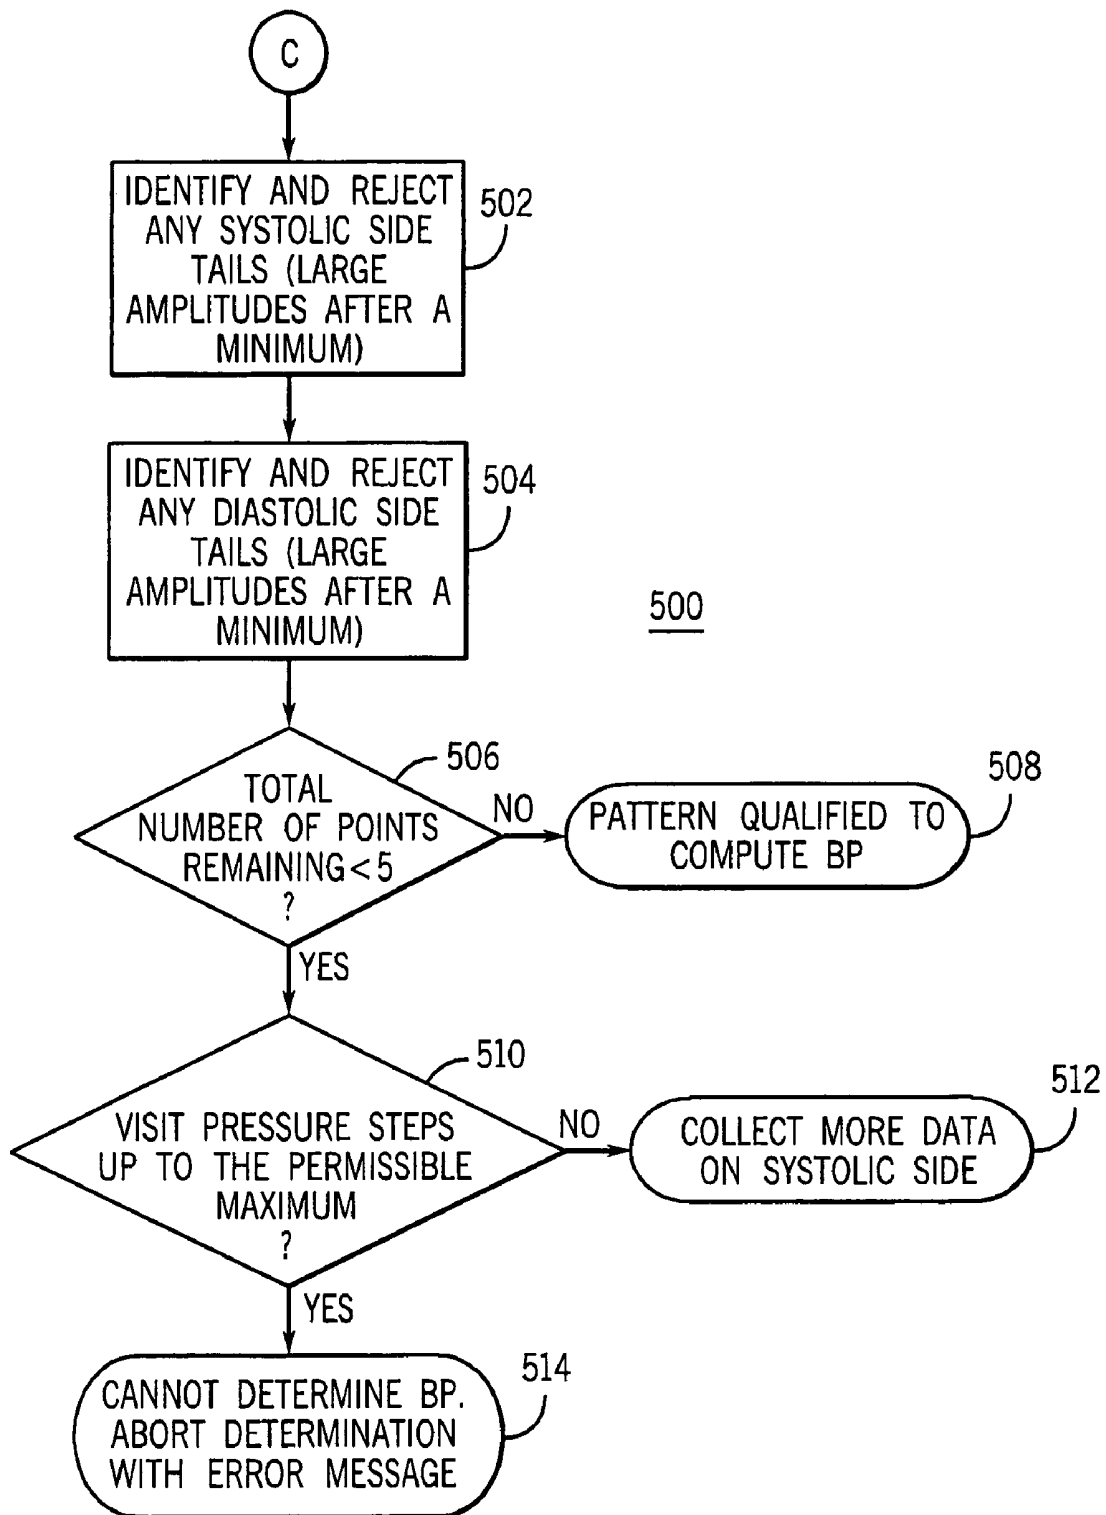 C
IDENTIFY AND REJECT
ANY SYSTOLIC SIDE
TAILS (LARGE
AMPLITUDES AFTER A
MINIMUM)
502
IDENTIFY AND REJECT
ANY DIASTOLIC SIDE
TAILS (LARGE
AMPLITUDES AFTER A
MINIMUM)
504
500
TOTAL
NUMBER OF POINTS
REMAINING<5
?
506
NO
PATTERN QUALIFIED TO
COMPUTE BP
508
YES
VISIT PRESSURE STEPS
UP TO THE PERMISSIBLE
MAXIMUM
?
510
NO
COLLECT MORE DATA
ON SYSTOLIC SIDE
512
YES
CANNOT DETERMINE BP.
ABORT DETERMINATION
WITH ERROR MESSAGE
514